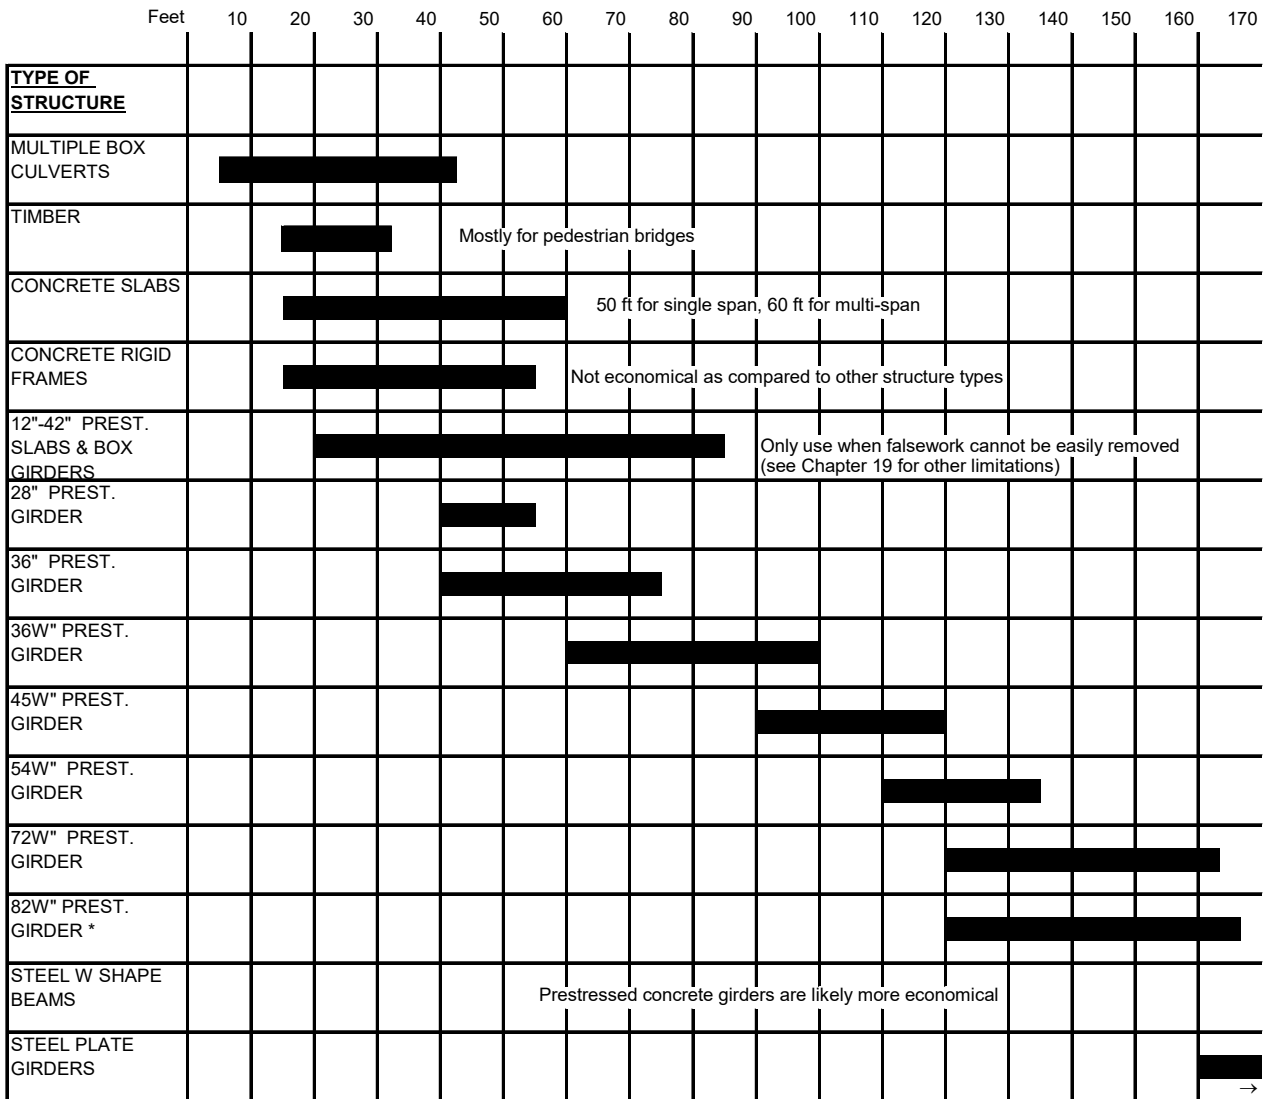 Feet 10 20 30 40 50 60 70 80 90 100 110 120 130 140 150 160 170
TYPE OF
STRUCTURE
MULTIPLE BOX
CULVERTS
TIMBER
Mostly for pedestrian bridges
CONCRETE SLABS
50 ft for single span, 60 ft for multi-span
CONCRETE RIGID
FRAMES
Not economical as compared to other structure types
12"-42" PREST.
SLABS & BOX
GIRDERS
Only use when falsework cannot be easily removed
(see Chapter 19 for other limitations)
28" PREST.
GIRDER
36" PREST.
GIRDER
36W" PREST.
GIRDER
45W" PREST.
GIRDER
54W" PREST.
GIRDER
72W" PREST.
GIRDER
82W" PREST.
GIRDER *
STEEL W SHAPE
BEAMS
Prestressed concrete girders are likely more economical
STEEL PLATE
GIRDERS
→